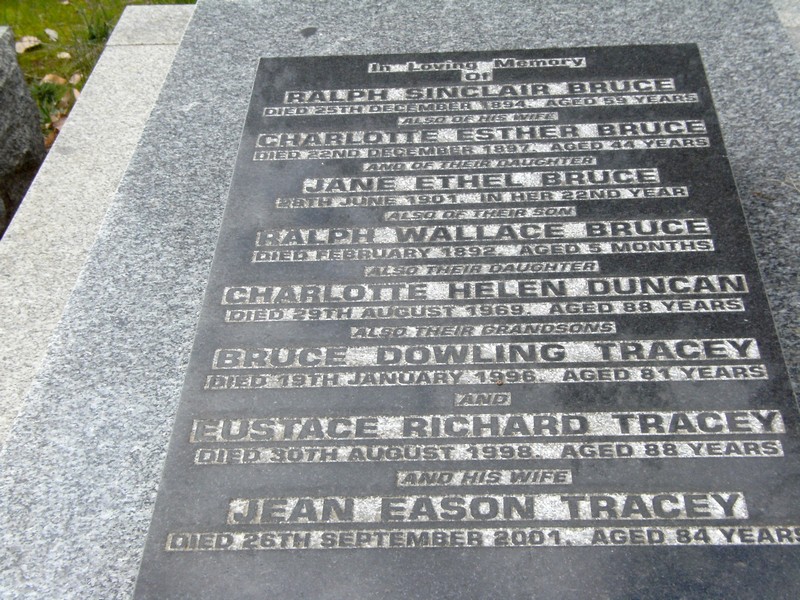 In Loving Memory
Of
RALPH SINCLAIR BRUCE
DIED 25TH DECEMBER 1894. AGED 59 YEARS
ALSO OF HIS WIFE
CHARLOTTE ESTHER BRUCE
DIED 22ND DECEMBER 1897. AGED 44 YEARS
AND OF THEIR DAUGHTER
JANE ETHEL BRUCE
29TH JUNE 1901. IN HER 22ND YEAR
ALSO OF THEIR SON
RALPH WALLACE BRUCE
DIED FEBRUARY 1892. AGED 5 MONTHS
ALSO THEIR DAUGHTER
CHARLOTTE HELEN DUNCAN
DIED 29TH AUGUST 1969. AGED 88 YEARS
ALSO THEIR GRANDSONS
BRUCE DOWLING TRACEY
DIED 19TH JANUARY 1996. AGED 81 YEARS
AND
EUSTACE RICHARD TRACEY
DIED 30TH AUGUST 1998. AGED 88 YEARS
AND HIS WIFE
JEAN EASON TRACEY
DIED 26TH SEPTEMBER 2001. AGED 84 YEARS